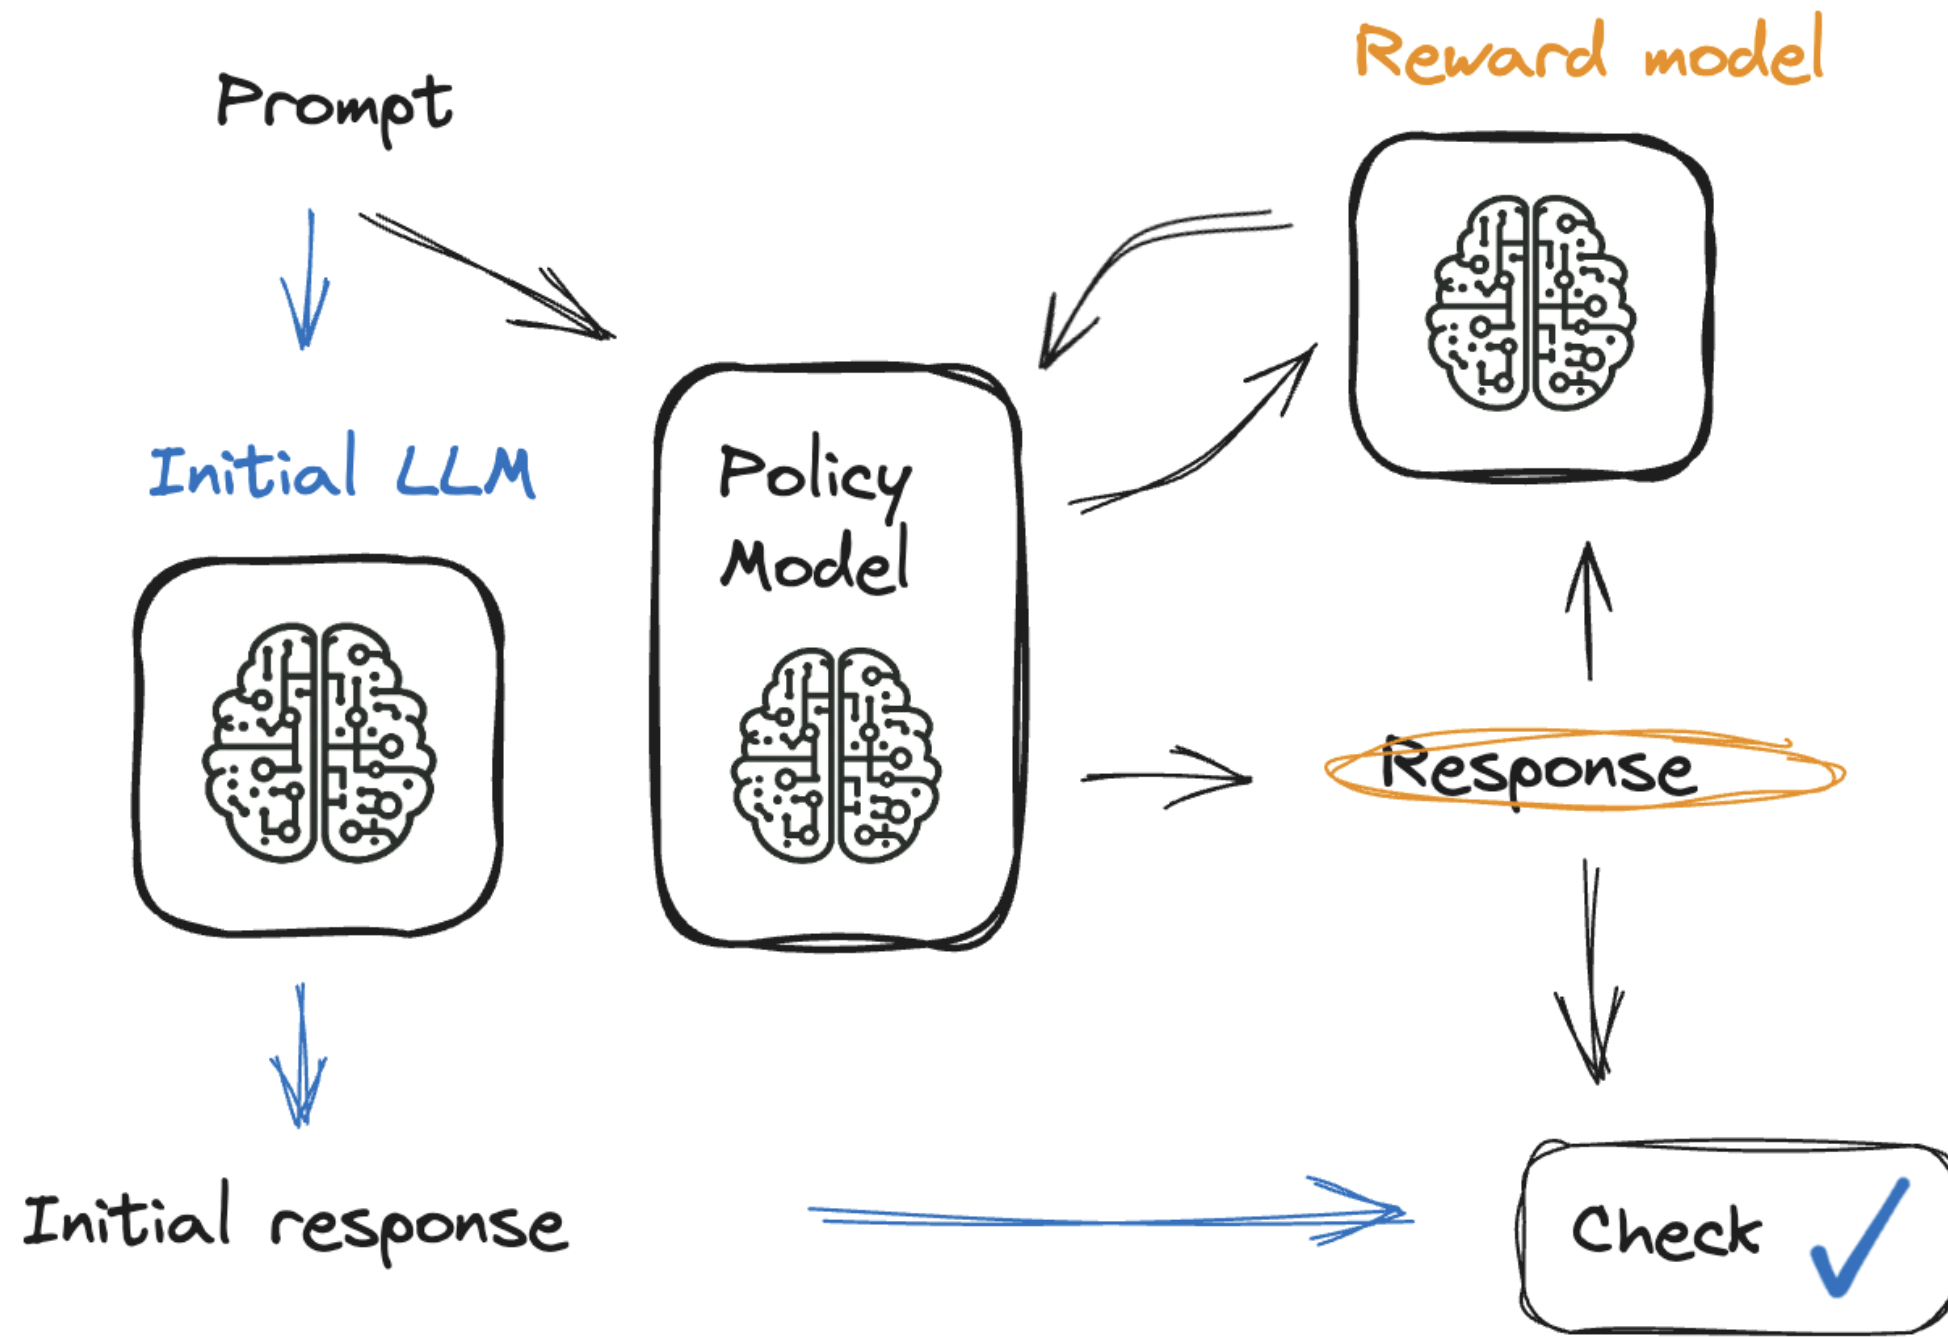 Prompt
Reward model
Initial LLM
Policy
Model
Response
Initial response
Check